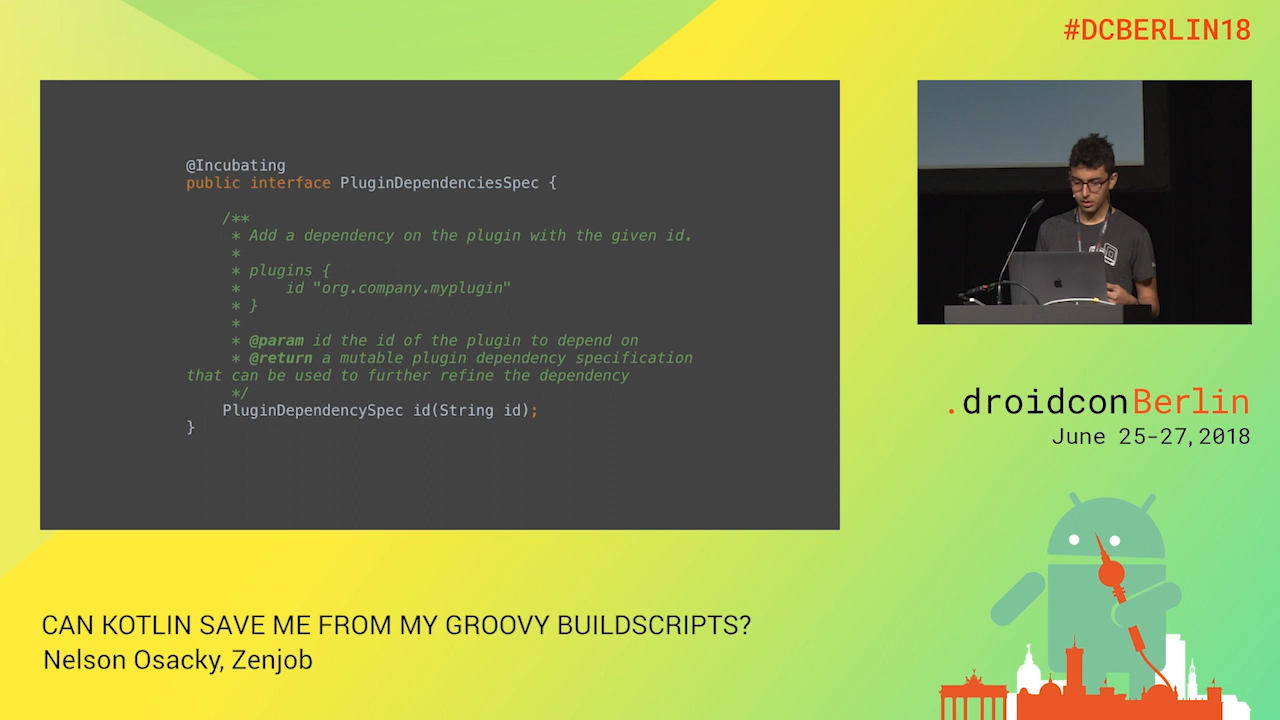 #DCBERLIN18
@Incubating
public interface PluginDependenciesSpec {
/**
* Add a dependency on the plugin with the given id.
*
* plugins {
*     id "org.company.myplugin"
* }
*
* @param id the id of the plugin to depend on
* @return a mutable plugin dependency specification
that can be used to further refine the dependency
*/
PluginDependencySpec id(String id);
}
.droidconBerlin
June 25-27,2018
CAN KOTLIN SAVE ME FROM MY GROOVY BUILDSCRIPTS?
Nelson Osacky, Zenjob